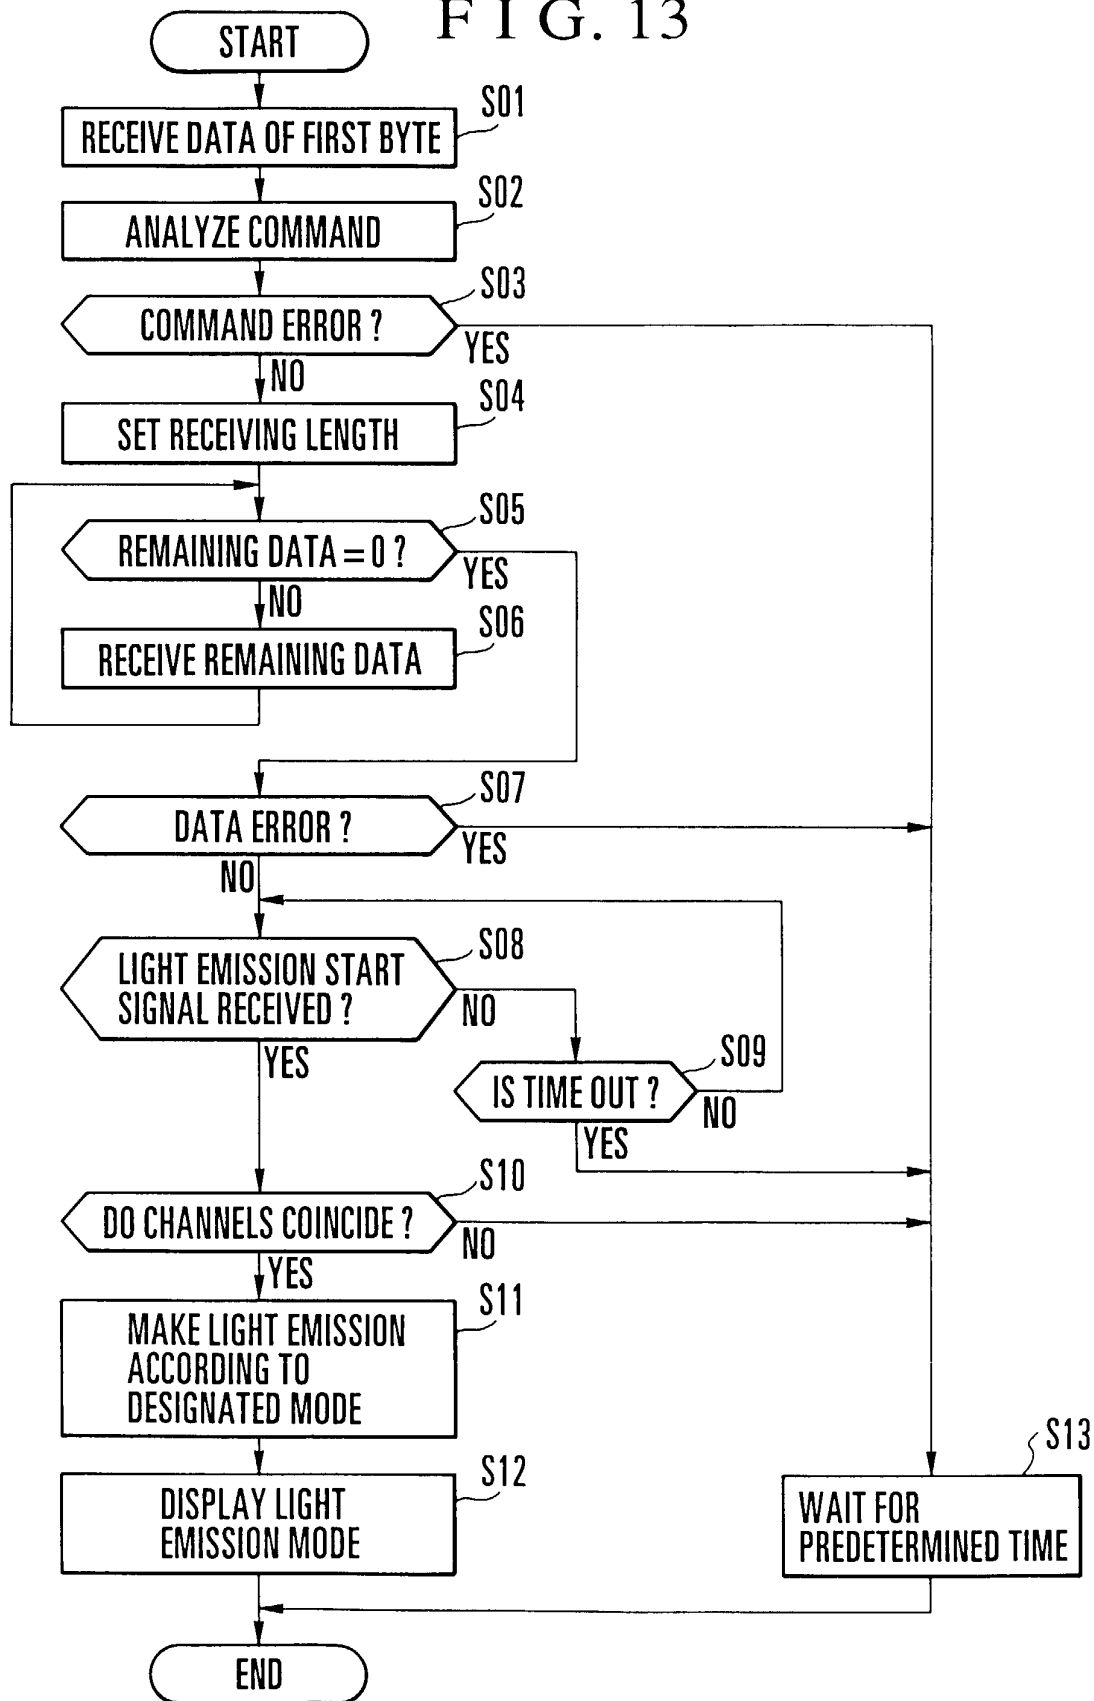 FIG. 13
START
S01
RECEIVE DATA OF FIRST BYTE
S02
ANALYZE COMMAND
S03
COMMAND ERROR ?
YES
NO
S04
SET RECEIVING LENGTH
S05
REMAINING DATA = 0 ?
YES
NO
S06
RECEIVE REMAINING DATA
S07
DATA ERROR ?
YES
NO
S08
LIGHT EMISSION START
SIGNAL RECEIVED ?
NO
YES
S09
IS TIME OUT ?
NO
YES
S10
DO CHANNELS COINCIDE ?
NO
YES
S11
MAKE LIGHT EMISSION
ACCORDING TO
DESIGNATED MODE
S12
DISPLAY LIGHT
EMISSION MODE
S13
WAIT FOR
PREDETERMINED TIME
END